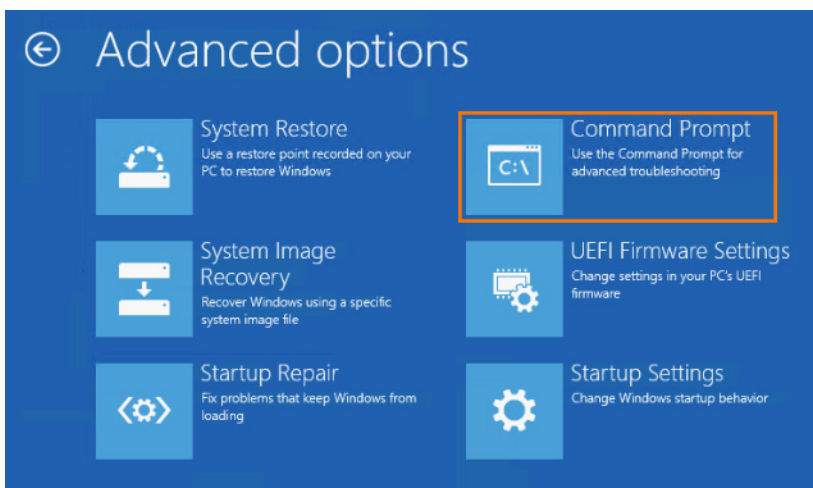 Advanced options
System Restore
Use a restore point recorded on your
PC to restore Windows
C:\
Command Prompt
Use the Command Prompt for
advanced troubleshooting
System Image
Recovery
Recover Windows using a specific
system image file
UEFI Firmware Settings
Change settings in your PC's UEFI
firmware
Startup Repair
Fix problems that keep Windows from
loading
Startup Settings
Change Windows startup behavior